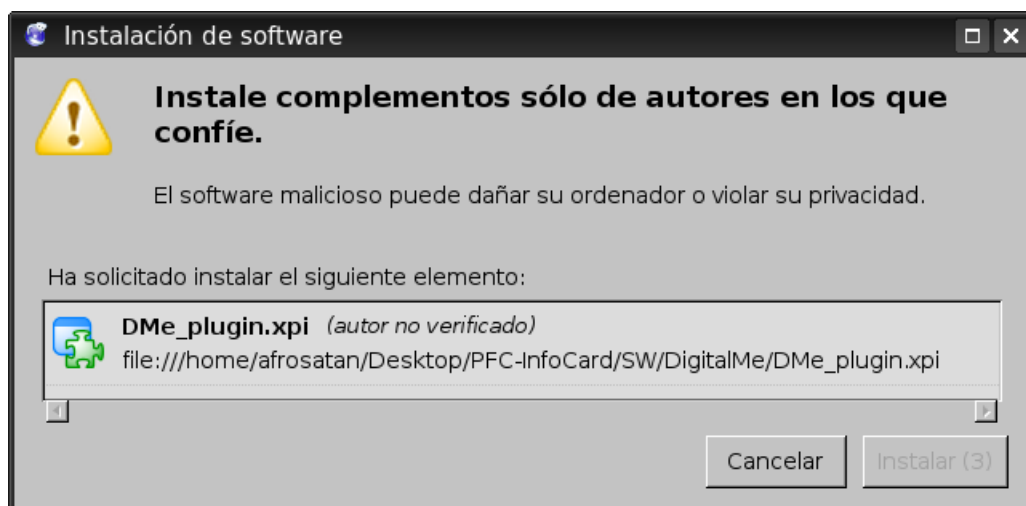 Instalación de software
Instale complementos sólo de autores en los que
confíe.
El software malicioso puede dañar su ordenador o violar su privacidad.
Ha solicitado instalar el siguiente elemento:
DMe_plugin.xpi (autor no verificado)
file:///home/afrosatan/Desktop/PFC-InfoCard/SW/DigitalMe/DMe_plugin.xpi
Cancelar Instalar (3)